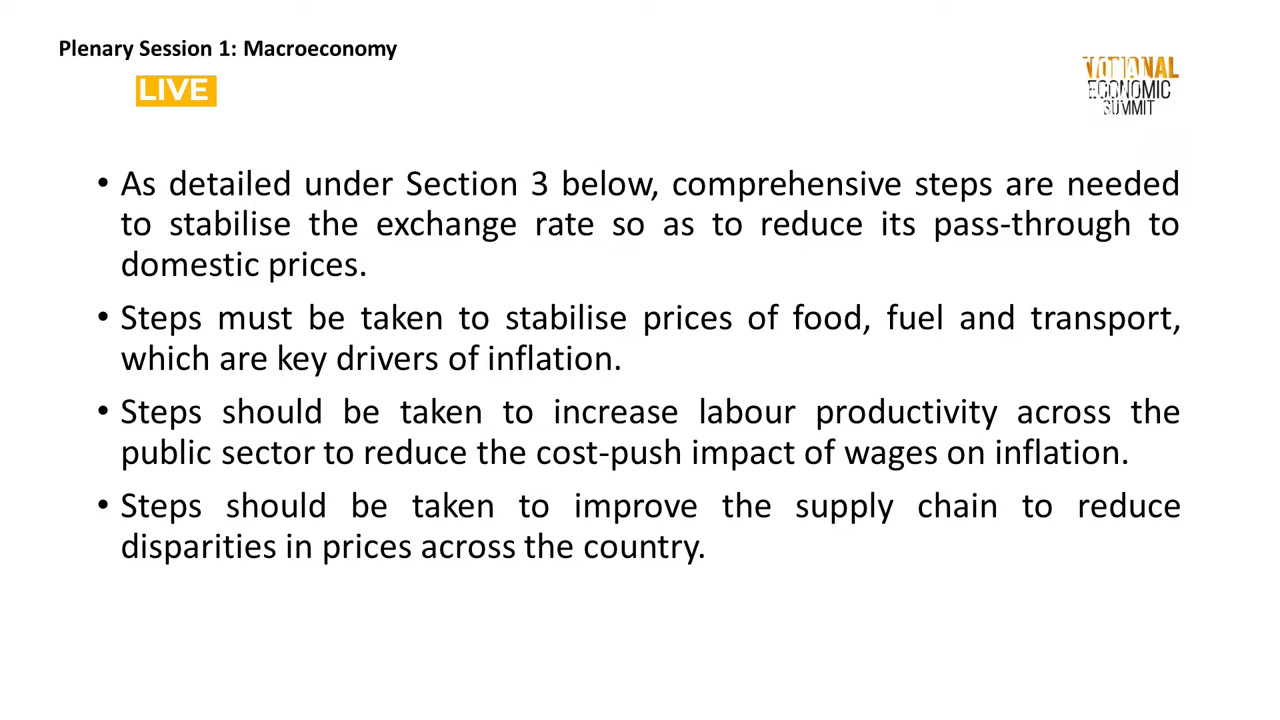 Plenary Session 1: Macroeconomy
LIVE
NATIONAL
ECONOMIC
SUMMIT
• As detailed under Section 3 below, comprehensive steps are needed
to stabilise the exchange rate so as to reduce its pass-through to
domestic prices.
• Steps must be taken to stabilise prices of food, fuel and transport,
which are key drivers of inflation.
• Steps should be taken to increase labour productivity across the
public sector to reduce the cost-push impact of wages on inflation.
• Steps should be taken to improve the supply chain to reduce
disparities in prices across the country.